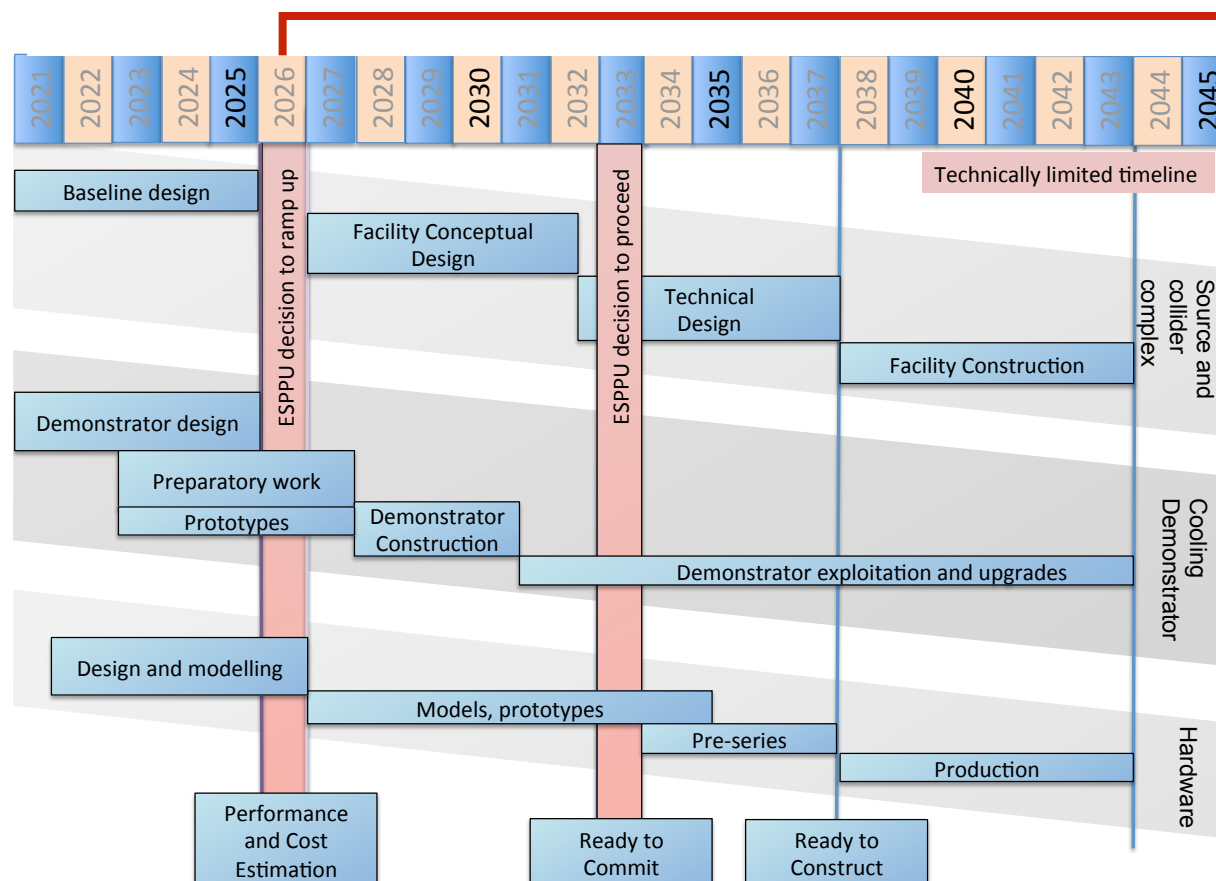 2021 2022 2023 2024 2025 2026 2027 2028 2029 2030 2031 2032 2033 2034 2035 2036 2037 2038 2039 2040 2041 2042 2043 2044 2045
Technically limited timeline
Baseline design
ESPPU decision to ramp up
Facility Conceptual
Design
ESPPU decision to proceed
Technical
Design
Facility Construction
Source and
collider
complex
Demonstrator design
Preparatory work
Prototypes
Demonstrator
Construction
Demonstrator exploitation and upgrades
Cooling
Demonstrator
Design and modelling
Models, prototypes
Pre-series
Production
Hardware
Performance
and Cost
Estimation
Ready to
Commit
Ready to
Construct